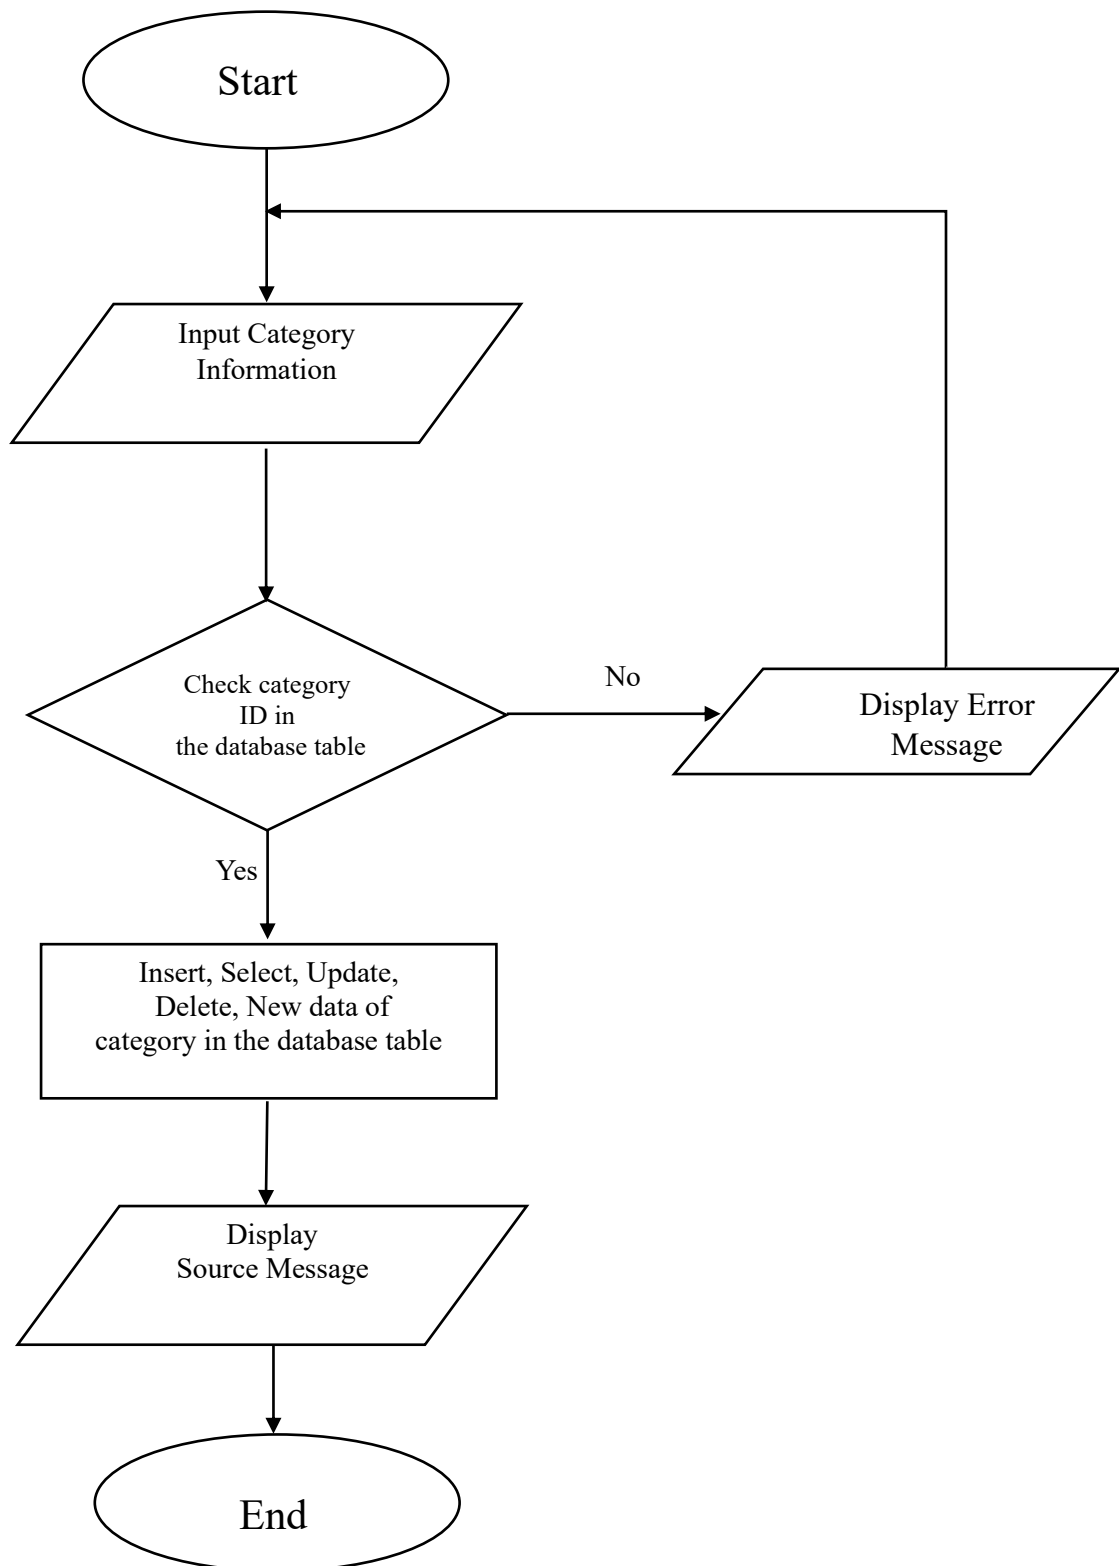 Start
Input Category
Information
Check category
ID in
the database table
No
Display Error
Message
Yes
Insert, Select, Update,
Delete, New data of
category in the database table
Display
Source Message
End